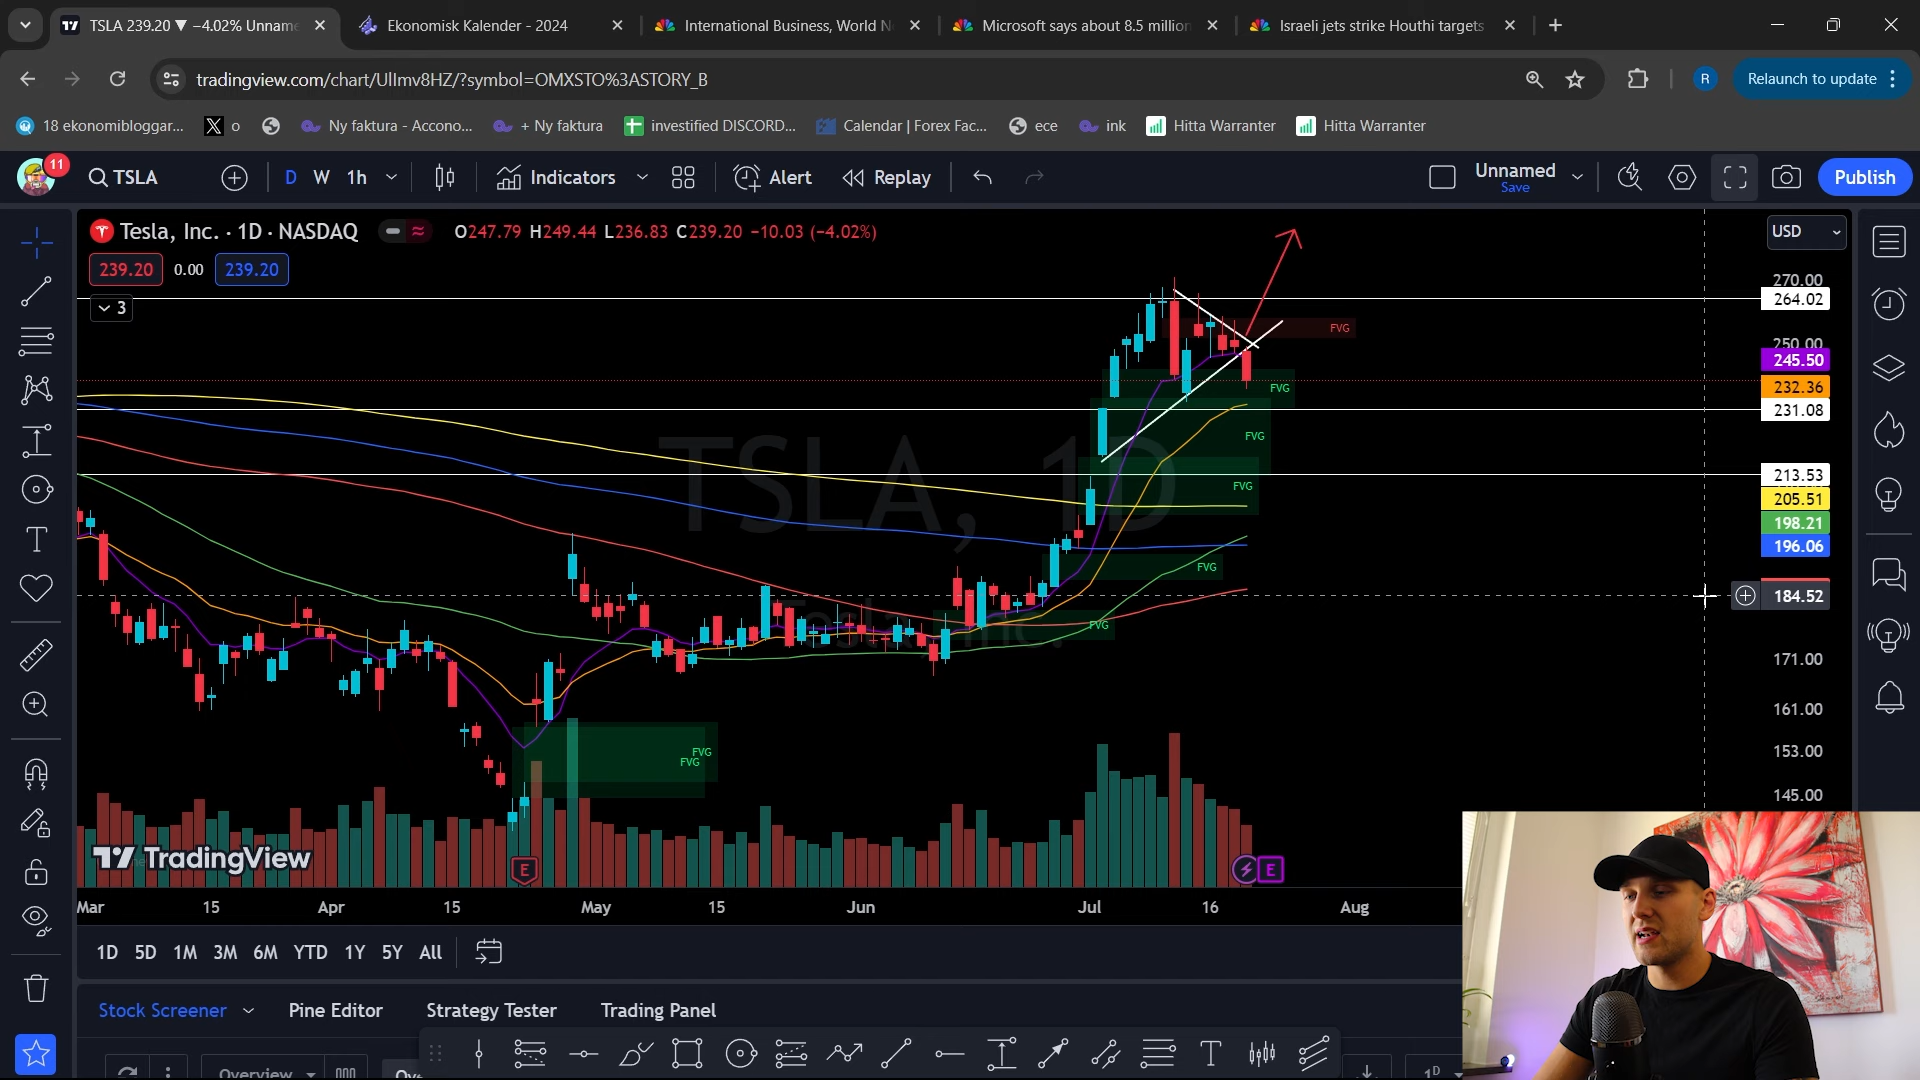 TSLA 239.20 ▼ −4.02% Unname
Ekonomisk Kalender - 2024
International Business, World N
Microsoft says about 8.5 million
Israeli jets strike Houthi targets
tradingview.com/chart/UlImv8HZ/?symbol=OMXSTO%3ASTORY_B
R
Relaunch to update
18 ekonomibloggar...
o
Ny faktura - Accono...
+ Ny faktura
investified DISCORD...
Calendar | Forex Fac...
ece
ink
Hitta Warranter
Hitta Warranter
11
TSLA
D
W
1h
Indicators
Alert
Replay
Unnamed
Save
Publish
Tesla, Inc. · 1D · NASDAQ
O247.79 H249.44 L236.83 C239.20 −10.03 (−4.02%)
USD
239.20
0.00
239.20
3
270.00
264.02
FVG
250.00
245.50
232.36
FVG
231.08
FVG
TSLA, 1D
213.53
FVG
205.51
198.21
196.06
FVG
184.52
FVG
171.00
161.00
FVG
FVG
153.00
145.00
TradingView
E
E
Mar
15
Apr
15
May
15
Jun
Jul
16
Aug
1D
5D
1M
3M
6M
YTD
1Y
5Y
All
Stock Screener
Pine Editor
Strategy Tester
Trading Panel
Overview
1D